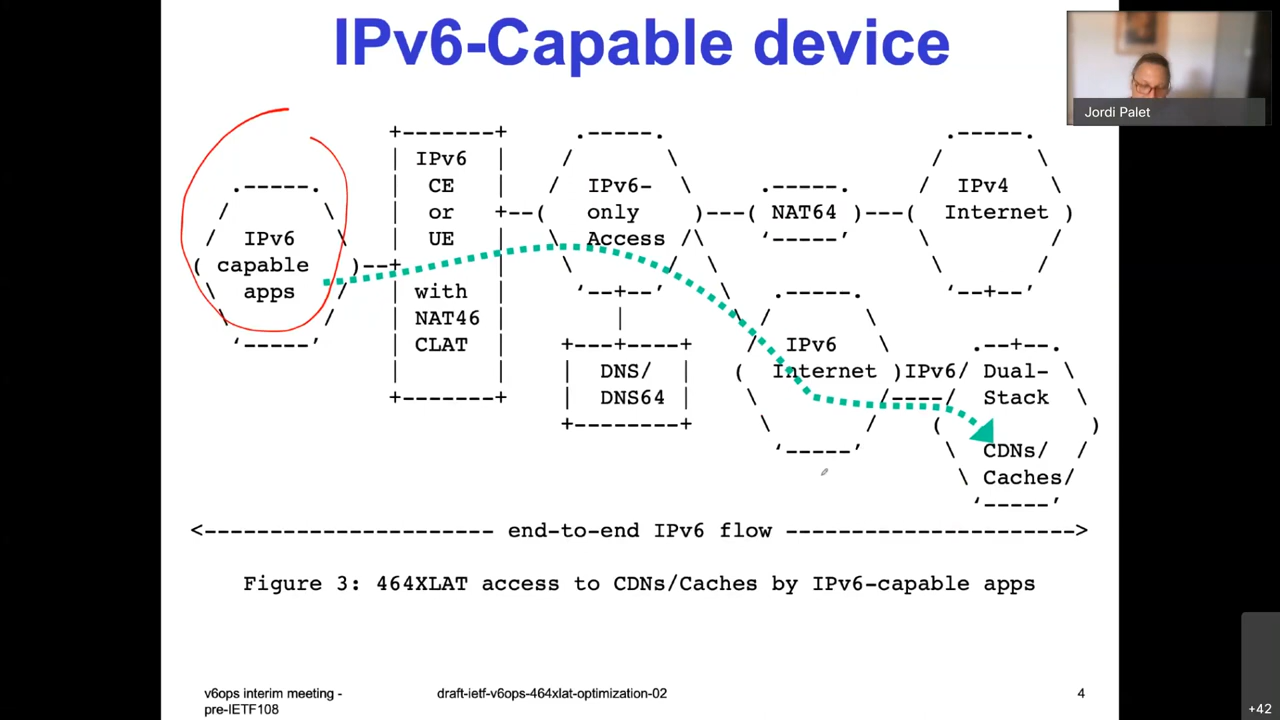 IPv6-Capable device
Jordi Palet
+-------+ .-----. .-----.
| IPv6 | / \ / \
.-----. | CE | / IPv6- \ .-----. / IPv4 \
/ \ | or +--( only )---( NAT64 )---( Internet )
/ IPv6 \ | UE | \ Access /\ ‘-----’ \ /
( capable )--+ | \ / \ \ /
\ apps / | with | ‘--+--’ \ .-----. ‘--+--’
\ / | NAT46 | | \ / \
‘-----’ | CLAT | +---+----+ / IPv6 \ .--+--.
| | | DNS/ | ( Internet )IPv6/ Dual- \
+-------+ | DNS64 | \ /----/ Stack \
+--------+ \ / ( )
‘-----’ \ CDNs/ /
\ Caches/
‘-----’
<---------------------- end-to-end IPv6 flow ---------------------->
Figure 3: 464XLAT access to CDNs/Caches by IPv6-capable apps
v6ops interim meeting -
pre-IETF108
draft-ietf-v6ops-464xlat-optimization-02
4
+42